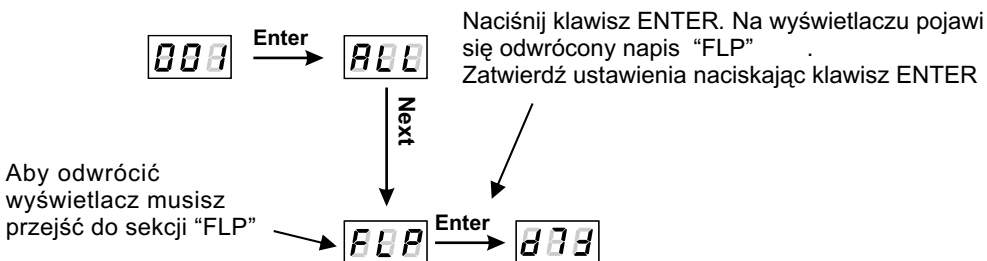 Naciśnij klawisz ENTER. Na wyświetlaczu pojawi
się odwrócony napis “FLP” .
Zatwierdź ustawienia naciskając klawisz ENTER
001
Enter
ALL
Next
Aby odwrócić
wyświetlacz musisz
przejść do sekcji “FLP”
FLP
Enter
d7J